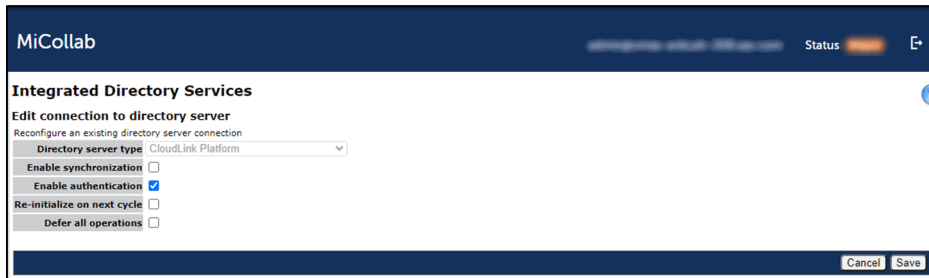 MiCollab
Status
Integrated Directory Services
Edit connection to directory server
Reconfigure an existing directory server connection
Directory server type CloudLink Platform
Enable synchronization
Enable authentication
Re-initialize on next cycle
Defer all operations
Cancel Save